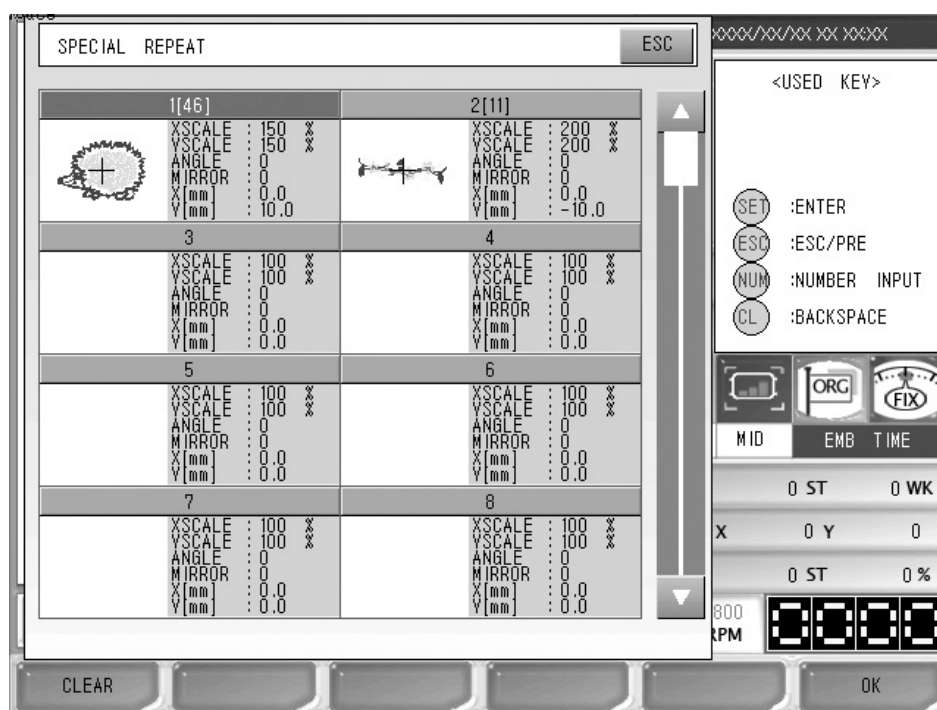 SPECIAL REPEAT
ESC
XXXX/XX/XX XX XX:XX
<USED KEY>
SET :ENTER
ESC :ESC/PRE
NUM :NUMBER INPUT
CL :BACKSPACE
1[46]
XSCALE : 150 %
YSCALE : 150 %
ANGLE : 0
MIRROR : 0
X[mm] : 0.0
Y[mm] : 10.0
2[11]
XSCALE : 200 %
YSCALE : 200 %
ANGLE : 0
MIRROR : 0
X[mm] : 0.0
Y[mm] : -10.0
3
XSCALE : 100 %
YSCALE : 100 %
ANGLE : 0
MIRROR : 0
X[mm] : 0.0
Y[mm] : 0.0
4
XSCALE : 100 %
YSCALE : 100 %
ANGLE : 0
MIRROR : 0
X[mm] : 0.0
Y[mm] : 0.0
5
XSCALE : 100 %
YSCALE : 100 %
ANGLE : 0
MIRROR : 0
X[mm] : 0.0
Y[mm] : 0.0
6
XSCALE : 100 %
YSCALE : 100 %
ANGLE : 0
MIRROR : 0
X[mm] : 0.0
Y[mm] : 0.0
7
XSCALE : 100 %
YSCALE : 100 %
ANGLE : 0
MIRROR : 0
X[mm] : 0.0
Y[mm] : 0.0
8
XSCALE : 100 %
YSCALE : 100 %
ANGLE : 0
MIRROR : 0
X[mm] : 0.0
Y[mm] : 0.0
ORG
FIX
MID EMB TIME
0 ST 0 WK
X 0 Y 0
0 ST 0 %
800
RPM
0000
CLEAR
OK